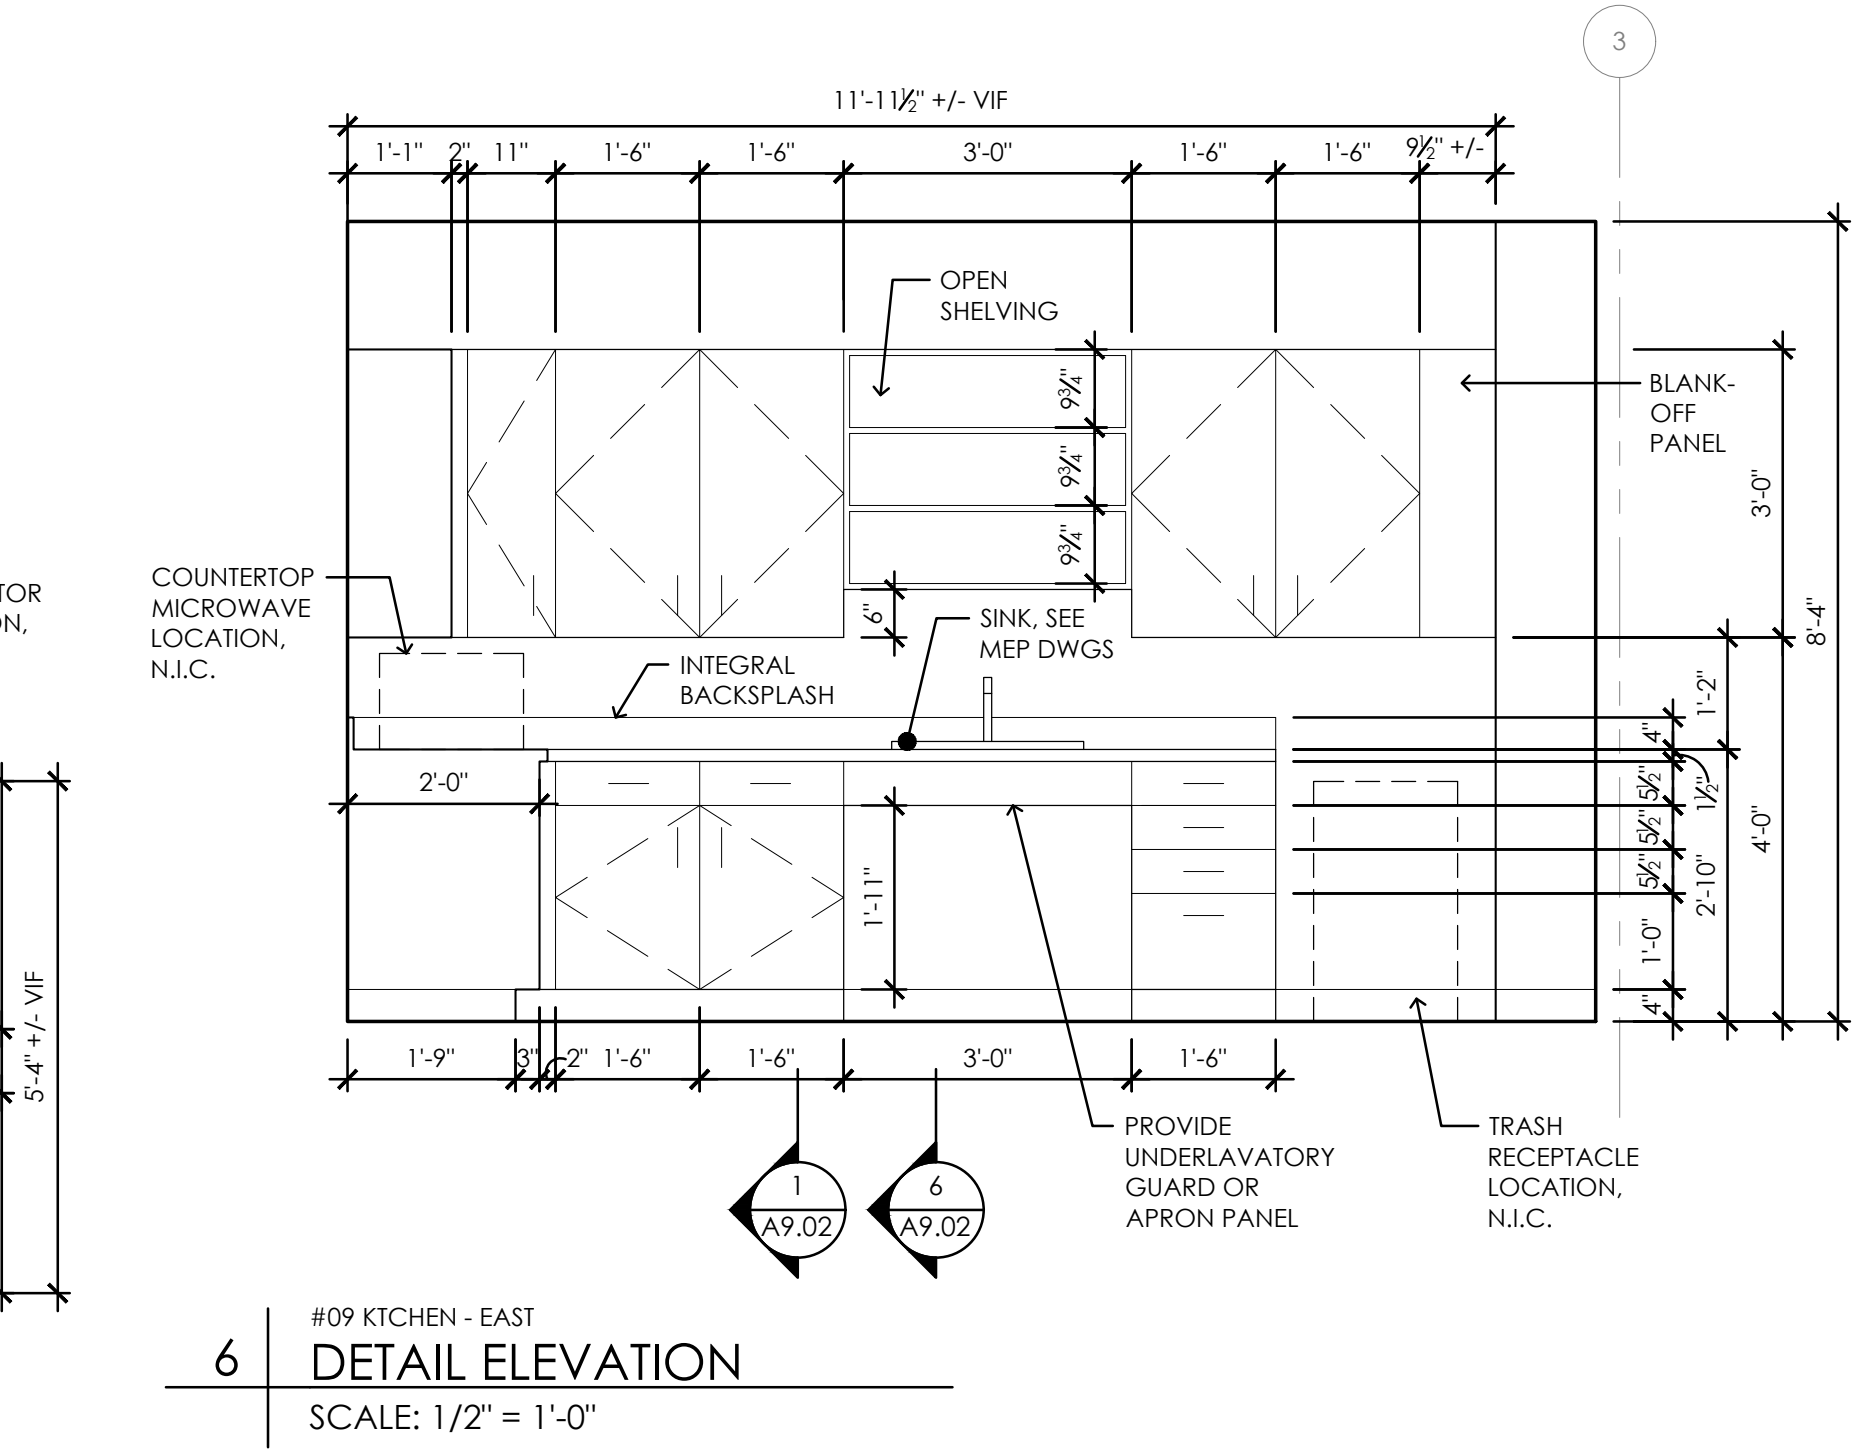 3
11'-11½" +/- VIF
1'-1" 2" 11" 1'-6" 1'-6" 3'-0" 1'-6" 1'-6" 9½" +/-
OPEN
SHELVING
9¾"
9¾"
9¾"
6"
BLANK-
OFF
PANEL
3'-0"
8'-4"
TOR
ON,
COUNTERTOP
MICROWAVE
LOCATION,
N.I.C.
SINK, SEE
MEP DWGS
INTEGRAL
BACKSPLASH
1'-2"
4"
1½"
5½"
5½"
5½"
4'-0"
2'-10"
1'-0"
4"
2'-0"
1'-11"
5'-4" +/- VIF
1'-9" 3" 2" 1'-6" 1'-6" 3'-0" 1'-6"
PROVIDE
UNDERLAVATORY
GUARD OR
APRON PANEL
TRASH
RECEPTACLE
LOCATION,
N.I.C.
1
A9.02
6
A9.02
#09 KTCHEN - EAST
6 DETAIL ELEVATION
SCALE: 1/2" = 1'-0"